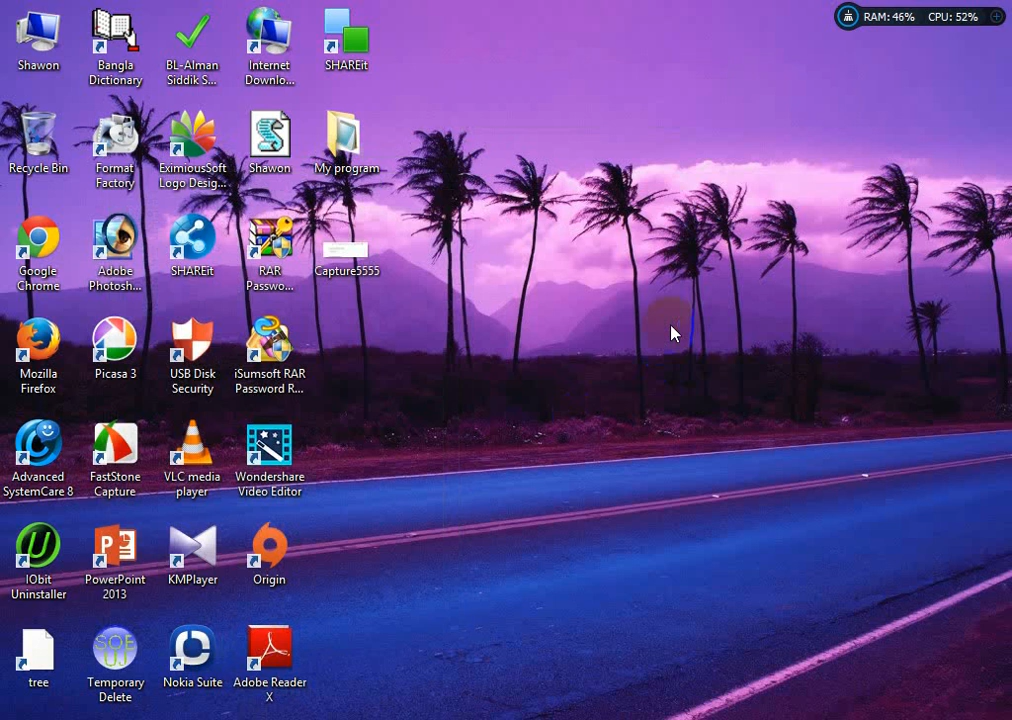 RAM: 46% CPU: 52%
Shawon
Bangla
Dictionary
BL-Alman
Siddik S...
Internet
Downlo...
SHAREit
Recycle Bin
Format
Factory
EximiousSoft
Logo Desig...
Shawon
My program
Google
Chrome
Adobe
Photosh...
SHAREit
RAR
Passwo...
Capture5555
Mozilla
Firefox
Picasa 3
USB Disk
Security
iSumsoft RAR
Password R...
Advanced
SystemCare 8
FastStone
Capture
VLC media
player
Wondershare
Video Editor
IObit
Uninstaller
PowerPoint
2013
KMPlayer
Origin
tree
SOE
UJ
Temporary
Delete
Nokia Suite
Adobe Reader
X